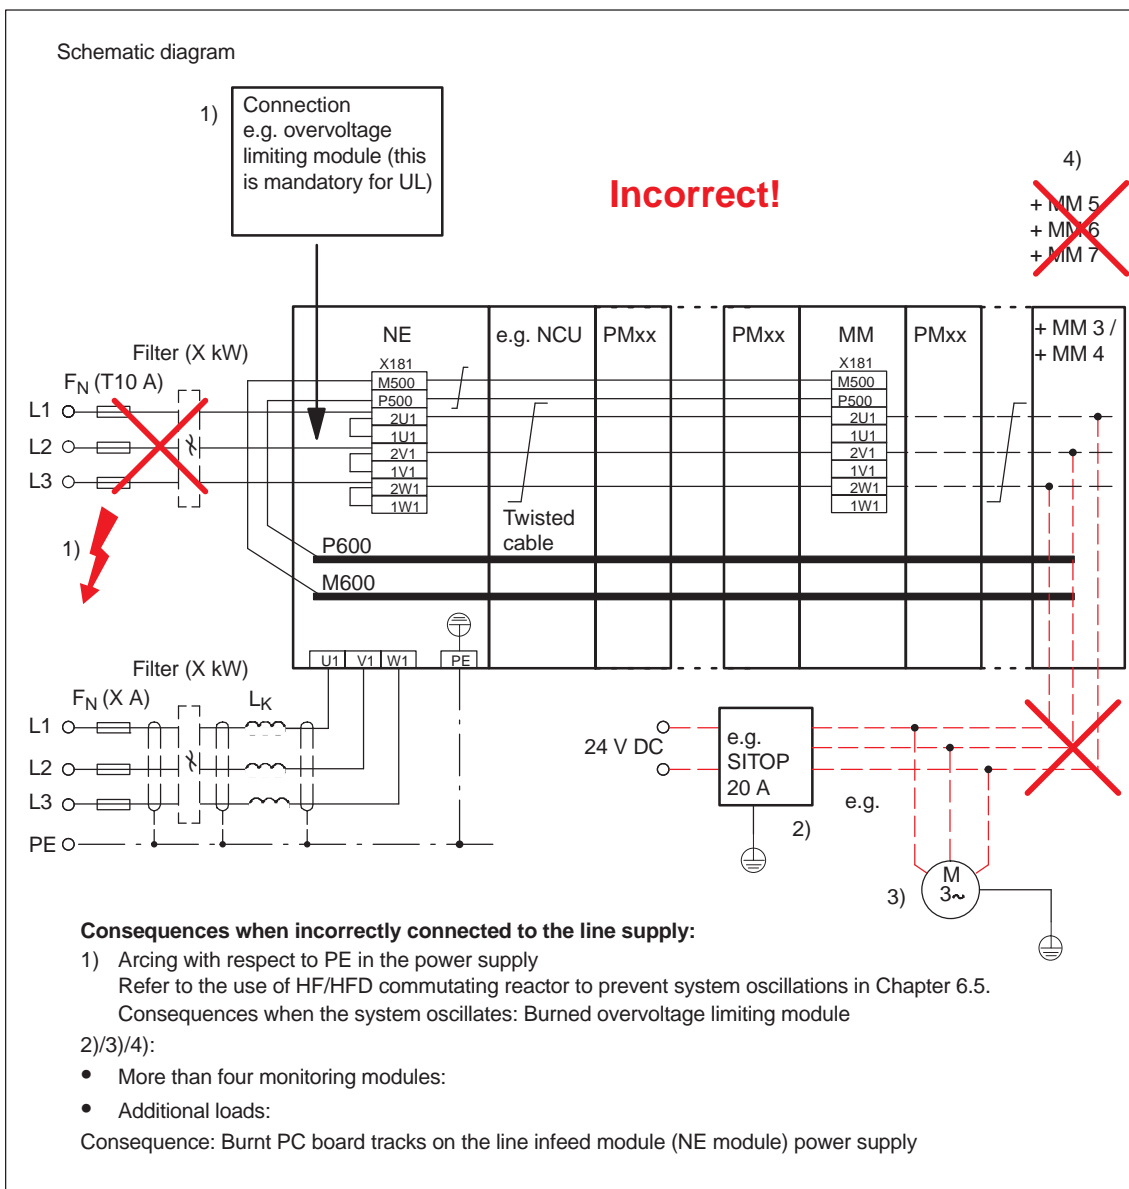 Schematic diagram
1)
Connection
e.g. overvoltage
limiting module (this
is mandatory for UL)
Incorrect!
4)
+ MM 5
+ MM 6
+ MM 7
NE
e.g. NCU
PMxx
PMxx
MM
PMxx
+ MM 3 /
+ MM 4
Filter (X kW)
FN (T10 A)
L1
L2
L3
X181
M500
P500
2U1
1U1
2V1
1V1
2W1
1W1
X181
M500
P500
2U1
1U1
2V1
1V1
2W1
1W1
Twisted
cable
1)
P600
M600
U1
V1
W1
PE
Filter (X kW)
FN (X A)
LK
L1
L2
L3
PE
24 V DC
e.g.
SITOP
20 A
2)
e.g.
3)
M
3~
Consequences when incorrectly connected to the line supply:
1) Arcing with respect to PE in the power supply
Refer to the use of HF/HFD commutating reactor to prevent system oscillations in Chapter 6.5.
Consequences when the system oscillates: Burned overvoltage limiting module
2)/3)/4):
• More than four monitoring modules:
• Additional loads:
Consequence: Burnt PC board tracks on the line infeed module (NE module) power supply